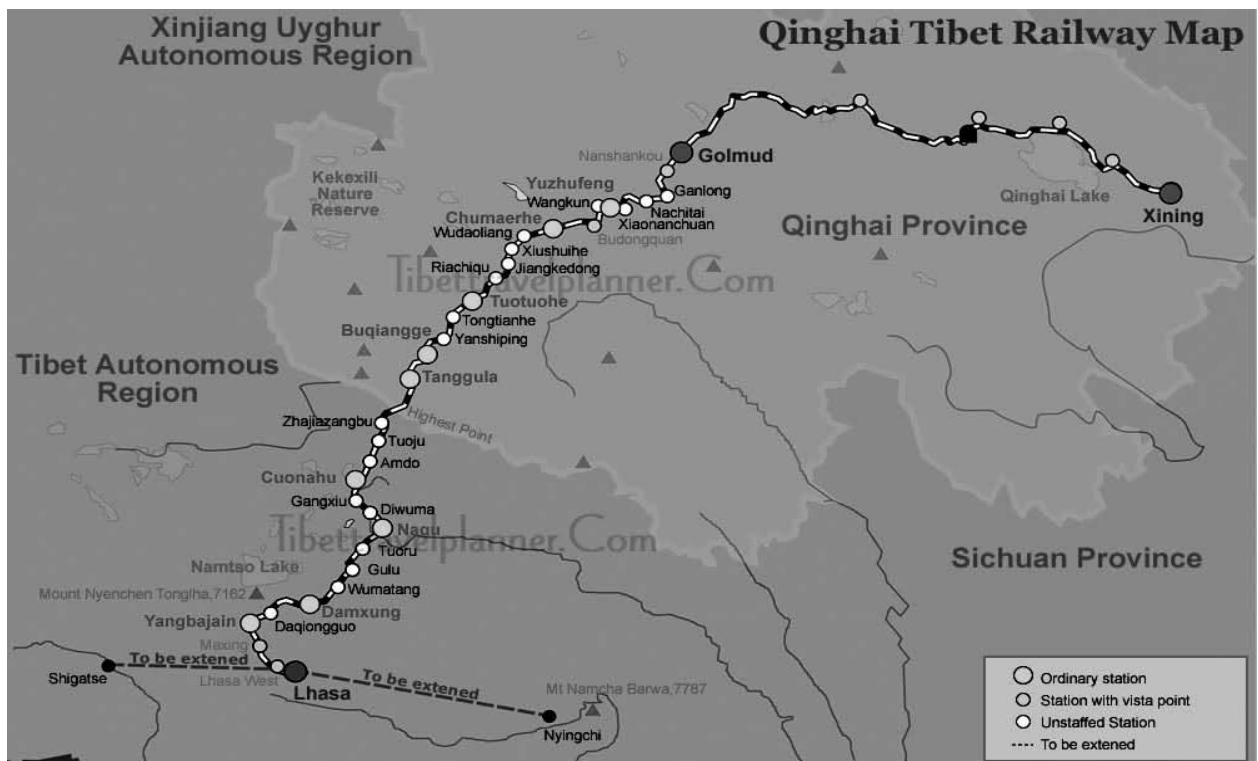 Xinjiang Uyghur
Autonomous Region
Qinghai Tibet Railway Map
Nanshankou
Golmud
Kekexili
Nature
Reserve
Yuzhufeng
Wangkun
Ganlong
Nachitai
Qinghai Lake
Xining
Chumaerhe
Xiaonanchuan
Wudaoliang
Budongquan
Qinghai Province
Xiushuihe
Riachiqu
Jiangkedong
Tibettravelplanner.Com
Tuotuohe
Tongtianhe
Buqiangge
Yanshiping
Tibet Autonomous
Region
Tanggula
Highest Point
Zhajiazangbu
Tuoju
Amdo
Cuonahu
Gangxiu
Diwuma
Nagu
Tibettravelplanner.Com
Tuoru
Sichuan Province
Namtso Lake
Gulu
Mount Nyenchen Tonglha,7162
Wumatang
Damxung
Yangbajain
Daqiongguo
Maxing
To be extened
Shigatse
Lhasa West
Lhasa
To be extened
Mt Namcha Barwa,7787
Nyingchi
Ordinary station
Station with vista point
Unstaffed Station
To be extened